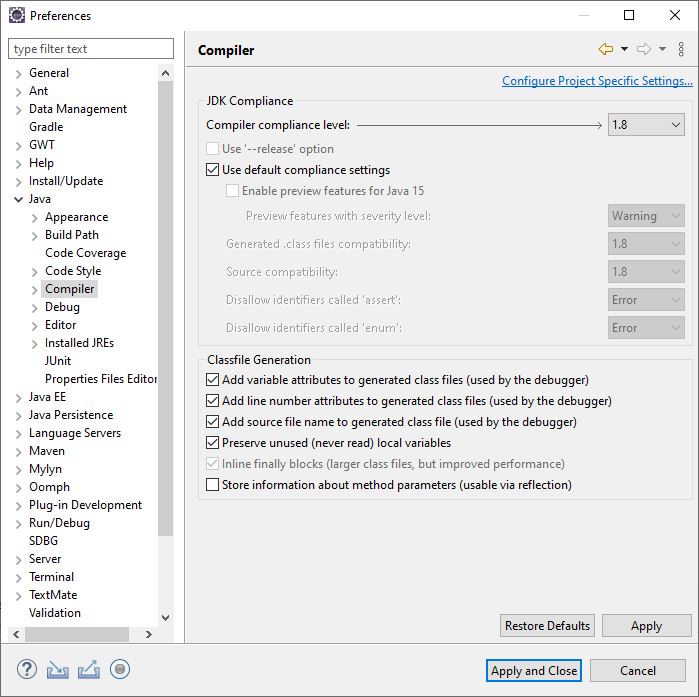 Preferences
type filter text
General
Ant
Data Management
Gradle
GWT
Help
Install/Update
Java
Appearance
Build Path
Code Coverage
Code Style
Compiler
Debug
Editor
Installed JREs
JUnit
Properties Files Editor
Java EE
Java Persistence
Language Servers
Maven
Mylyn
Oomph
Plug-in Development
Run/Debug
SDBG
Server
Terminal
TextMate
Validation
Compiler
Configure Project Specific Settings...
JDK Compliance
Compiler compliance level: 1.8
Use '--release' option
Use default compliance settings
Enable preview features for Java 15
Preview features with severity level: Warning
Generated .class files compatibility: 1.8
Source compatibility: 1.8
Disallow identifiers called 'assert': Error
Disallow identifiers called 'enum': Error
Classfile Generation
Add variable attributes to generated class files (used by the debugger)
Add line number attributes to generated class files (used by the debugger)
Add source file name to generated class file (used by the debugger)
Preserve unused (never read) local variables
Inline finally blocks (larger class files, but improved performance)
Store information about method parameters (usable via reflection)
Restore Defaults Apply
? Apply and Close Cancel